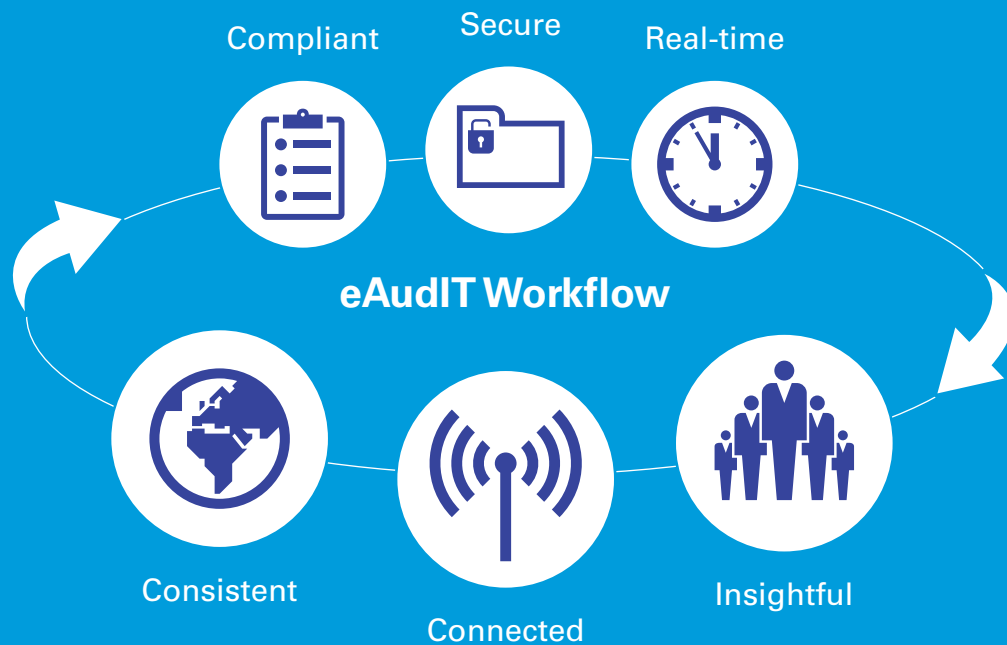 Compliant
Secure
Real-time
eAudIT Workflow
Consistent
Connected
Insightful